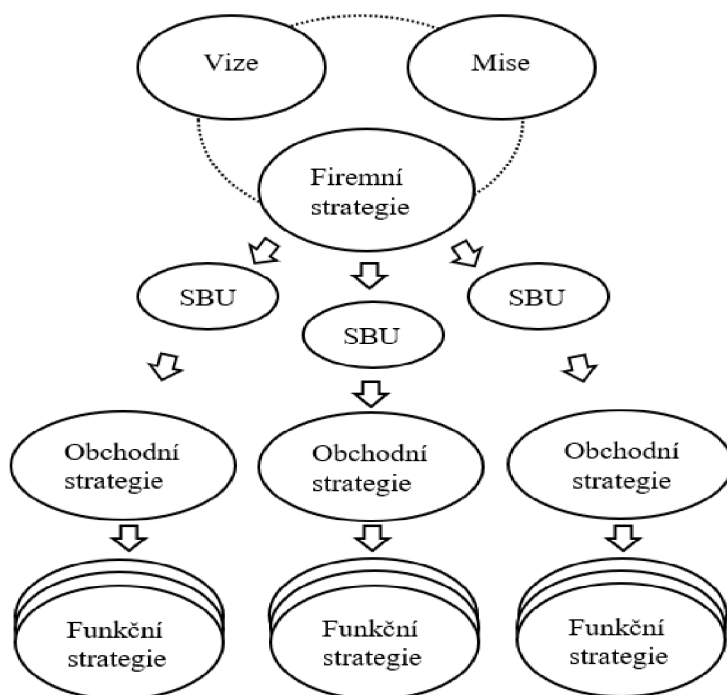 Vize
Mise
Firemní
strategie
SBU
SBU
SBU
Obchodní
strategie
Obchodní
strategie
Obchodní
strategie
Funkční
strategie
Funkční
strategie
Funkční
strategie